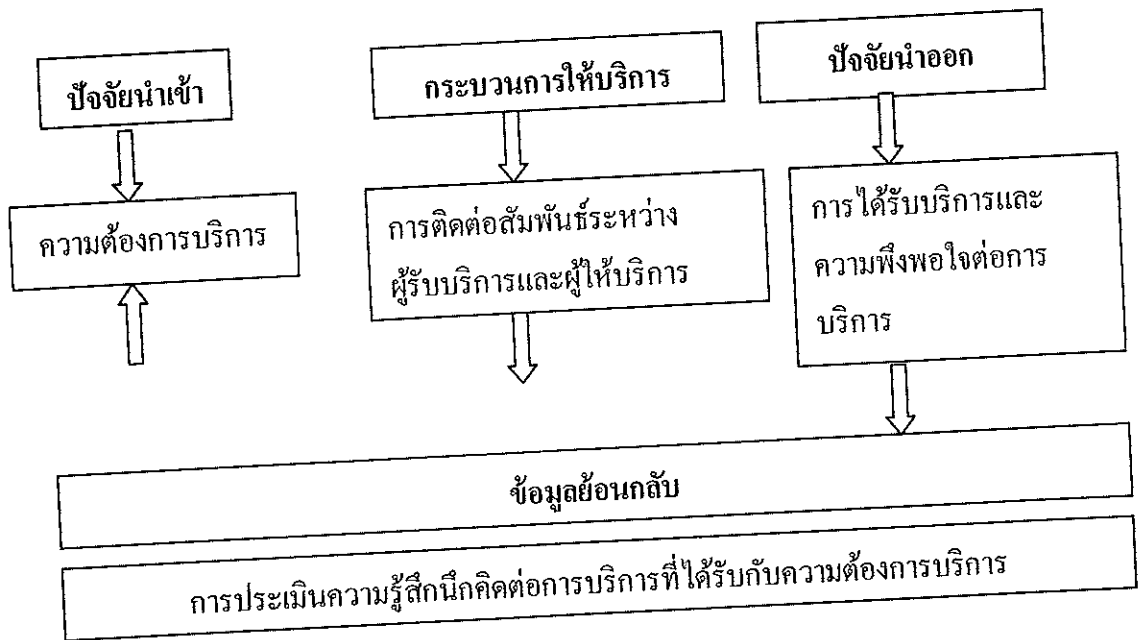 ปัจจัยนำเข้า
กระบวนการให้บริการ
ปัจจัยนำออก
ความต้องการบริการ
การติดต่อสัมพันธ์ระหว่าง
ผู้รับบริการและผู้ให้บริการ
การได้รับบริการและ
ความพึงพอใจต่อการ
บริการ
ข้อมูลย้อนกลับ
การประเมินความรู้สึกนึกคิดต่อการบริการที่ได้รับกับความต้องการบริการ